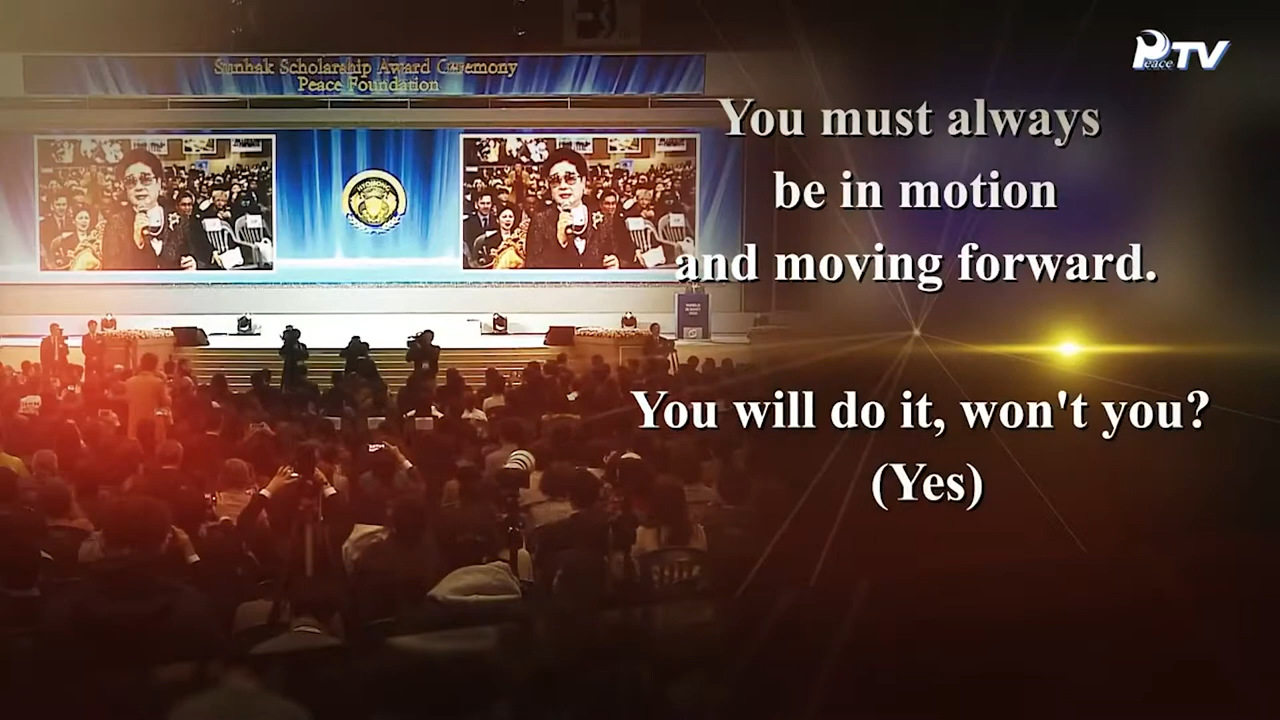 Sunhak Scholarship Award Ceremony
Peace Foundation
Peace TV
You must always
be in motion
and moving forward.
You will do it, won't you?
(Yes)
HYOJEONG